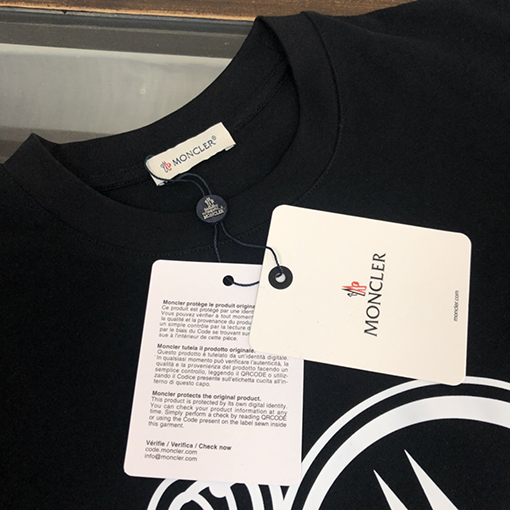 MONCLER®
MONCLER
moncler.com
Moncler protège le produit origina
Ce produit est protégé par une identit
Vous pouvez vérifier à tout moment
la qualité et la provenance du produ
un simple contrôle par la lecture d
par le biais du Code se trouvant sur
sue à l'intérieur de cette pièce.
Moncler tutela il prodotto originale.
Questo prodotto è tutelato da un'identità digitale.
In qualsiasi momento può verificare l'autenticità, la
qualità e la provenienza del prodotto facendo un
semplice controllo, leggendo il QRCODE o utiliz-
zando il Codice presente sull'etichetta cucita all'in-
terno di questo capo.
Moncler protects the original product.
This product is protected by its own digital identity.
You can check your product information at any
time. Simply perform a check by reading QRCODE
or using the Code present on the label sewn inside
this garment.
Vérifie / Verifica / Check now
code.moncler.com
info@moncler.com